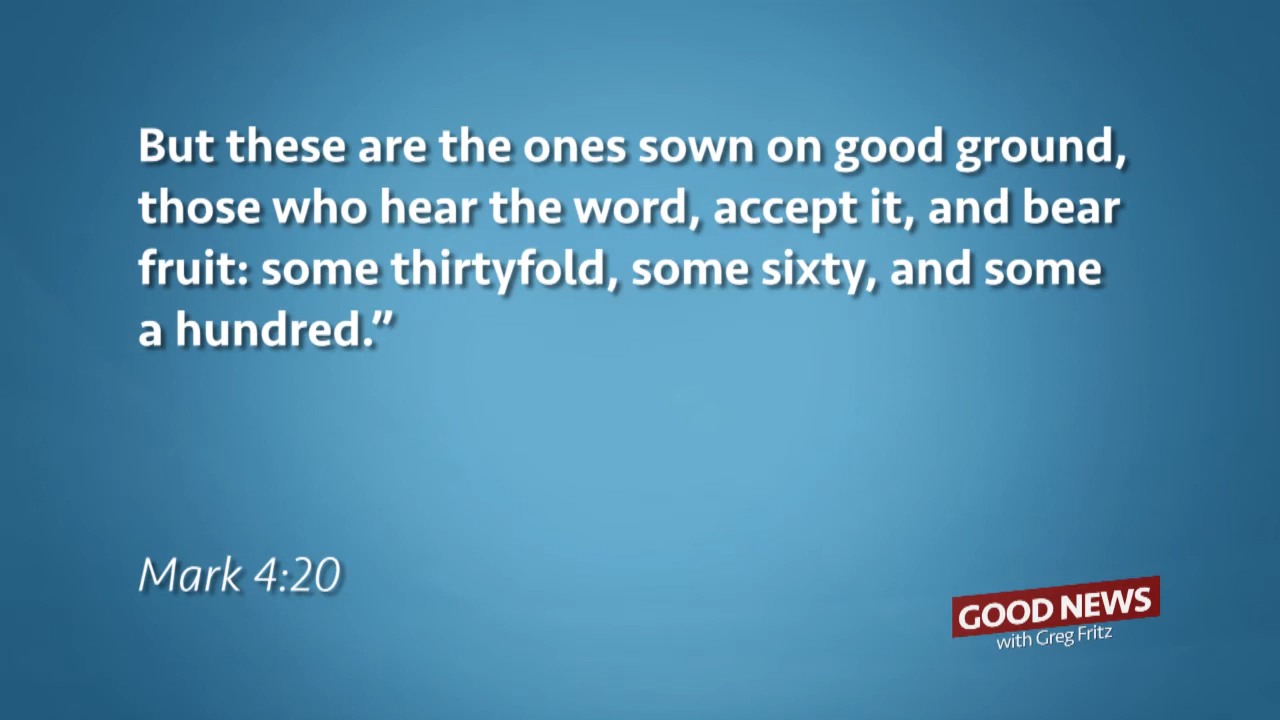 But these are the ones sown on good ground,
those who hear the word, accept it, and bear
fruit: some thirtyfold, some sixty, and some
a hundred.”
Mark 4:20
GOOD NEWS
with Greg Fritz